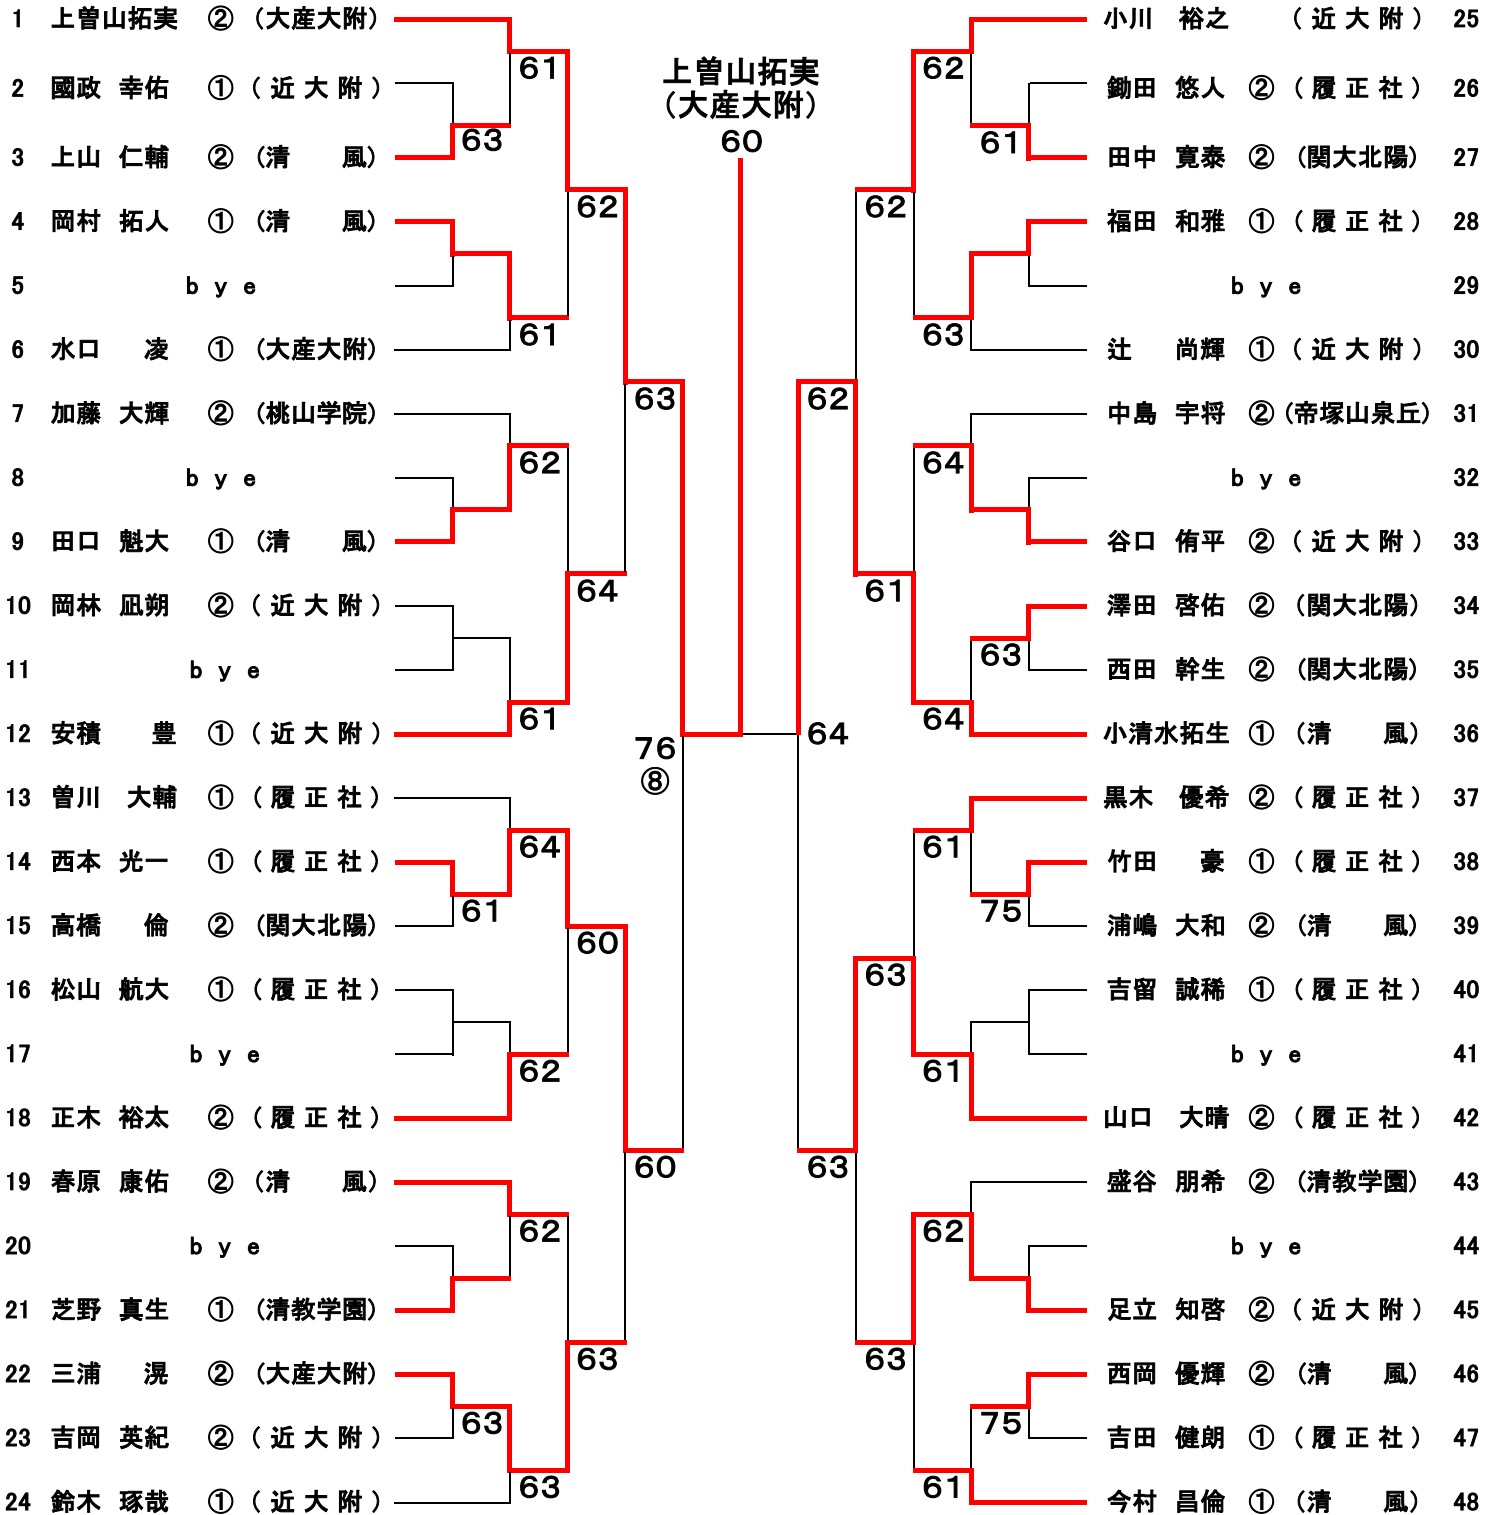 上曽山拓実
(大産大附)
60
1 上曽山拓実 ② (大産大附)
2 國政 幸佑 ① (近大附)
3 上山 仁輔 ② (清 風)
4 岡村 拓人 ① (清 風)
5 bye
6 水口 凌 ① (大産大附)
7 加藤 大輝 ② (桃山学院)
8 bye
9 田口 魁大 ① (清 風)
10 岡林 凪朔 ② (近大附)
11 bye
12 安積 豊 ① (近大附)
13 曽川 大輔 ① (履正社)
14 西本 光一 ① (履正社)
15 高橋 倫 ② (関大北陽)
16 松山 航大 ① (履正社)
17 bye
18 正木 裕太 ② (履正社)
19 春原 康佑 ② (清 風)
20 bye
21 芝野 真生 ① (清教学園)
22 三浦 滉 ② (大産大附)
23 吉岡 英紀 ② (近大附)
24 鈴木 琢哉 ① (近大附)
63
61
61
61
62
61
64
62
62
63
63
62
64
60
63
63
60
76
⑧
64
小川 裕之 (近大附) 25
鋤田 悠人 ② (履正社) 26
田中 寛泰 ② (関大北陽) 27
福田 和雅 ① (履正社) 28
bye 29
辻 尚輝 ① (近大附) 30
中島 宇将 ② (帝塚山泉丘) 31
bye 32
谷口 侑平 ② (近大附) 33
澤田 啓佑 ② (関大北陽) 34
西田 幹生 ② (関大北陽) 35
小清水拓生 ① (清 風) 36
黒木 優希 ② (履正社) 37
竹田 豪 ① (履正社) 38
浦嶋 大和 ② (清 風) 39
吉留 誠稀 ① (履正社) 40
bye 41
山口 大晴 ② (履正社) 42
盛谷 朋希 ② (清教学園) 43
bye 44
足立 知啓 ② (近大附) 45
西岡 優輝 ② (清 風) 46
吉田 健朗 ① (履正社) 47
今村 昌倫 ① (清 風) 48
61
63
75
75
62
63
64
64
61
61
62
61
62
61
63
63
62
63